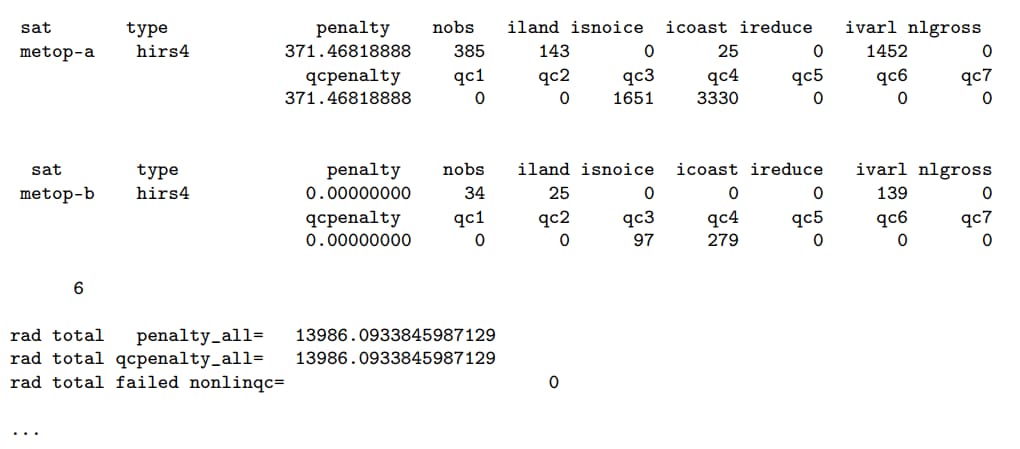 sat type penalty nobs iland isnoice icoast ireduce ivarl nlgross
metop-a hirs4 371.46818888 385 143 0 25 0 1452 0
qcpenalty qc1 qc2 qc3 qc4 qc5 qc6 qc7
371.46818888 0 0 1651 3330 0 0 0
sat type penalty nobs iland isnoice icoast ireduce ivarl nlgross
metop-b hirs4 0.00000000 34 25 0 0 0 139 0
qcpenalty qc1 qc2 qc3 qc4 qc5 qc6 qc7
0.00000000 0 0 97 279 0 0 0
6
rad total penalty_all= 13986.0933845987129
rad total qcpenalty_all= 13986.0933845987129
rad total failed nonlinqc= 0
...